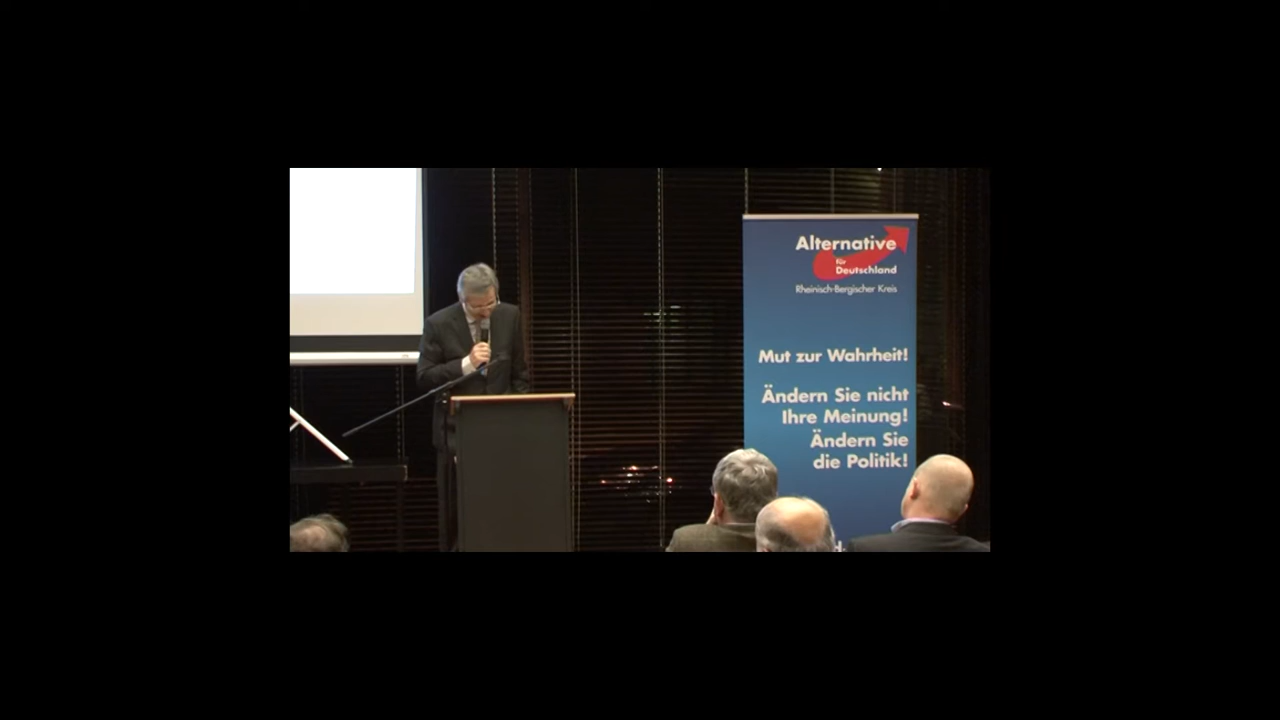 Alternative
für
Deutschland
Rheinisch-Bergischer Kreis
Mut zur Wahrheit!
Ändern Sie nicht
Ihre Meinung!
Ändern Sie
die Politik!